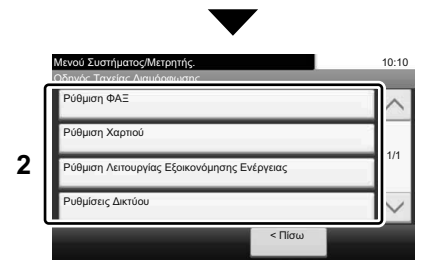 Μενού Συστήματος/Μετρητής. 10:10
Οδηγός Ταχείας Διαμόρφωσης
Ρύθμιση ΦΑΞ
Ρύθμιση Χαρτιού
1/1
2
Ρύθμιση Λειτουργίας Εξοικονόμησης Ενέργειας
Ρυθμίσεις Δικτύου
< Πίσω